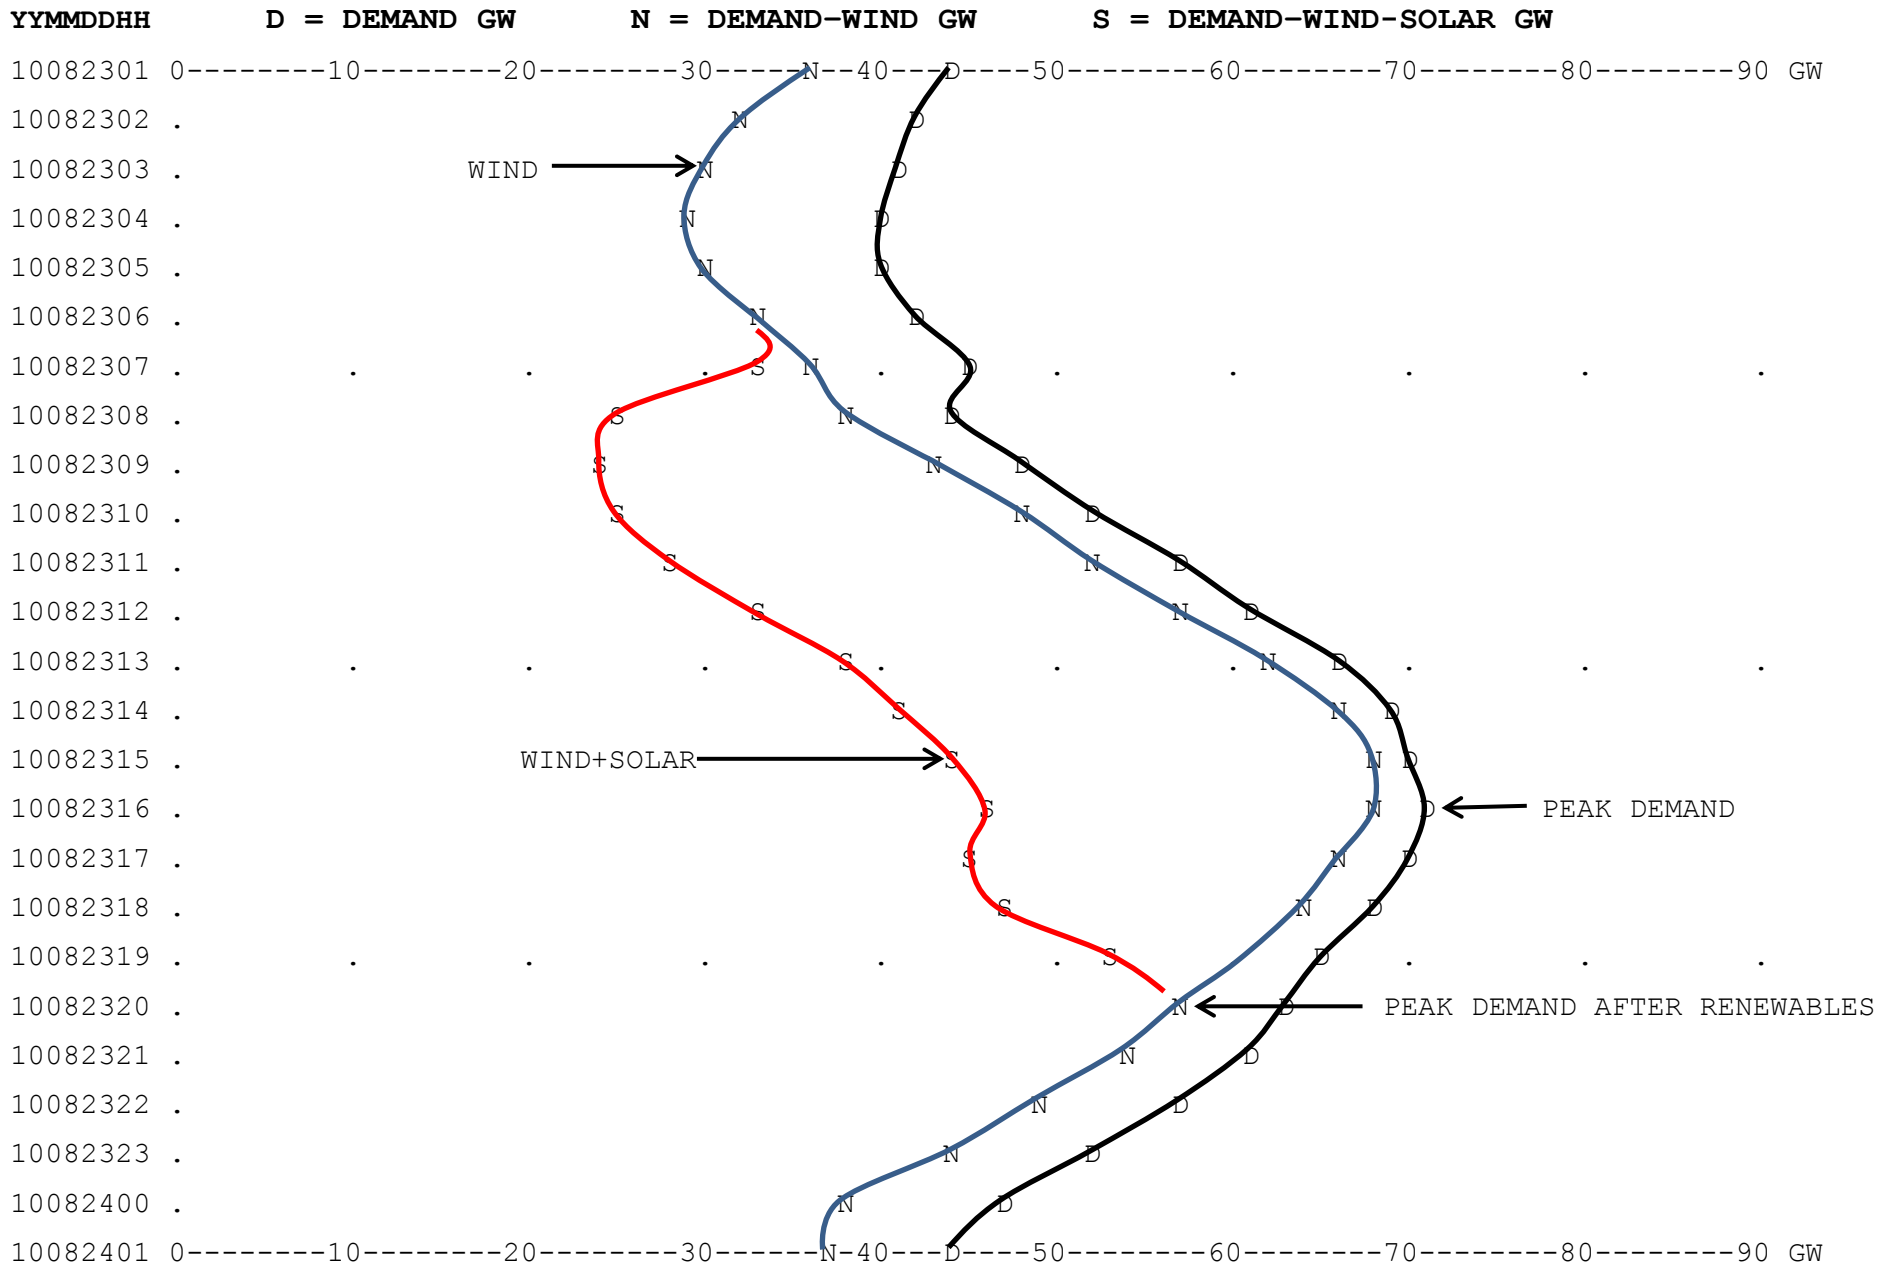 YYMMDDHH D = DEMAND GW N = DEMAND–WIND GW S = DEMAND–WIND-SOLAR GW
10082301 0--------10--------20--------30-----N--40---D----50--------60--------70--------80--------90 GW
10082302 . N D
10082303 . WIND N D
10082304 . N D
10082305 . N D
10082306 . N D
10082307 . . . . S N . D . . . . .
10082308 . S N D
10082309 . S N D
10082310 . S N D
10082311 . S N D
10082312 . S N D
10082313 . . . . S . . . N D . . .
10082314 . S N D
10082315 . WIND+SOLAR S N D
10082316 . S N D PEAK DEMAND
10082317 . S N D
10082318 . S N D
10082319 . . . . . . S . D . . .
10082320 . N D PEAK DEMAND AFTER RENEWABLES
10082321 . N D
10082322 . N D
10082323 . N D
10082400 . N D
10082401 0--------10--------20--------30------N-40---D----50--------60--------70--------80--------90 GW